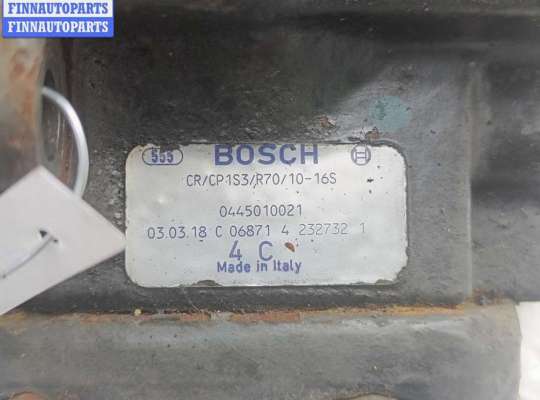 FINNAUTOPARTS
FINNAUTOPARTS
555 BOSCH
CR/CP1S3/R70/10-16S
0445010021
03.03.18 C 06871 4 232732 1
4 C
Made in Italy